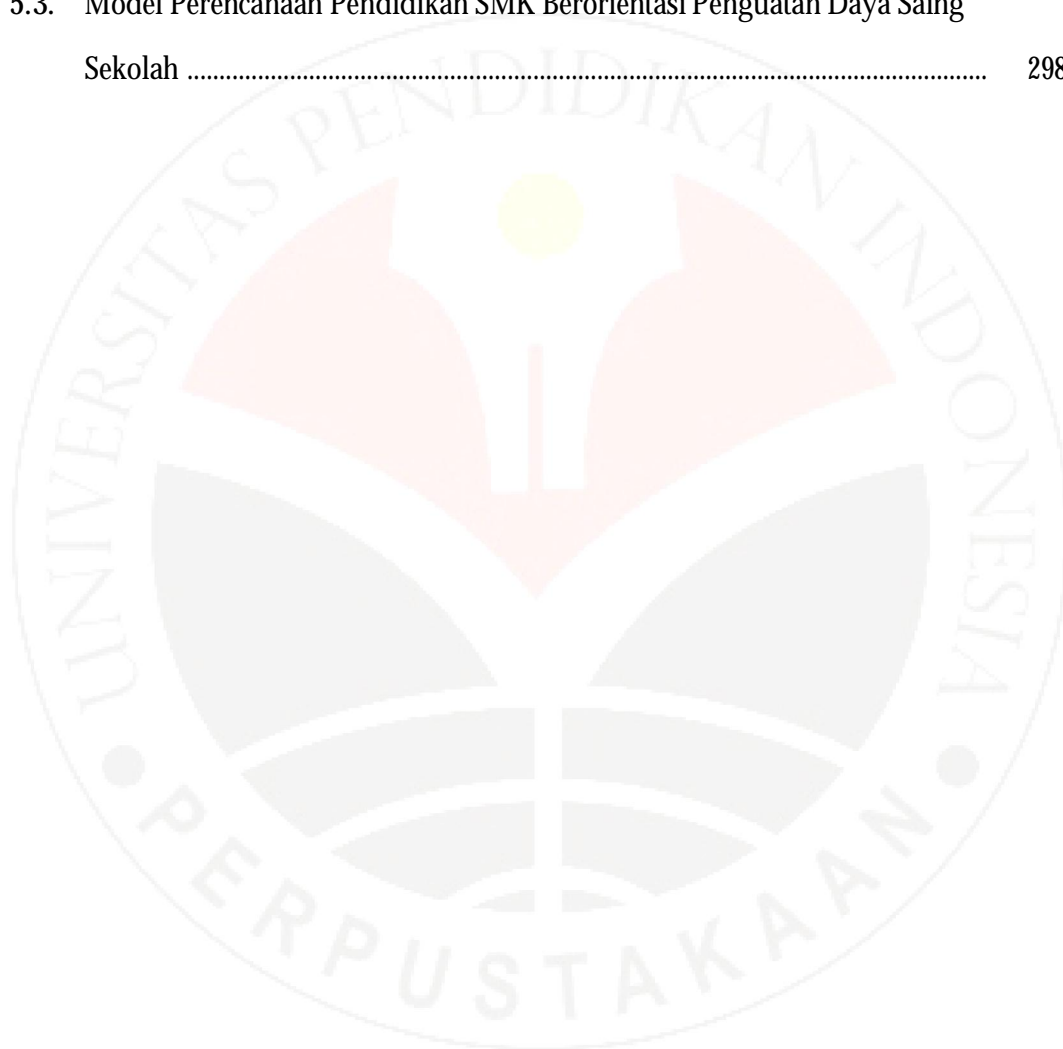 5.3. Model Perencanaan Pendidikan SMK Berorientasi Penguatan Daya Saing
Sekolah ............................................................................................................................... 298
UNIVERSITAS PENDIDIKAN INDONESIA
PERPUSTAKAAN